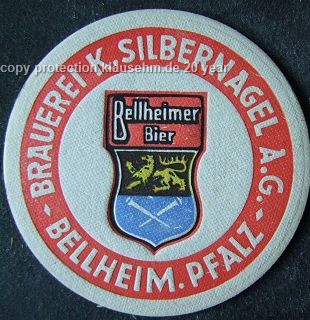 copy protection klausehm.de 20 year
BRAUEREI K. SILBERNAGEL A.G.
Bellheimer
Bier
- BELLHEIM. PFALZ -